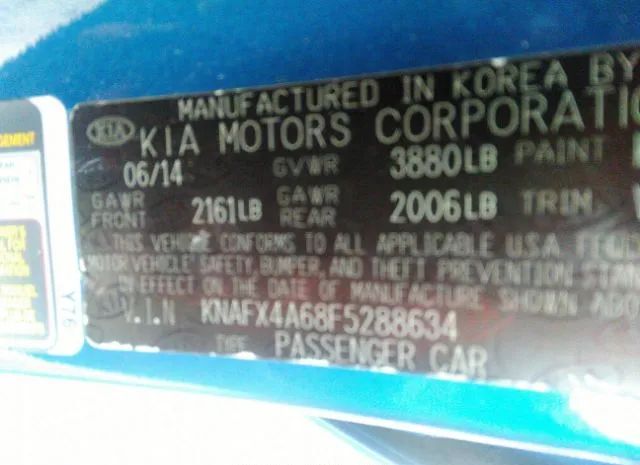 MANUFACTURED IN KOREA BY
KIA KIA MOTORS CORPORATIO
06/14 GVWR 3880LB PAINT
GAWR FRONT 2161LB GAWR REAR 2006LB TRIM
THIS VEHICLE CONFORMS TO ALL APPLICABLE U.S.A
MOTOR VEHICLE SAFETY, BUMPER, AND THEFT PREVENTION STAN
IN EFFECT ON THE DATE OF MANUFACTURE SHOWN ABO
V.I.N KNAFX4A68F5288634
TYPE PASSENGER CAR
Y76